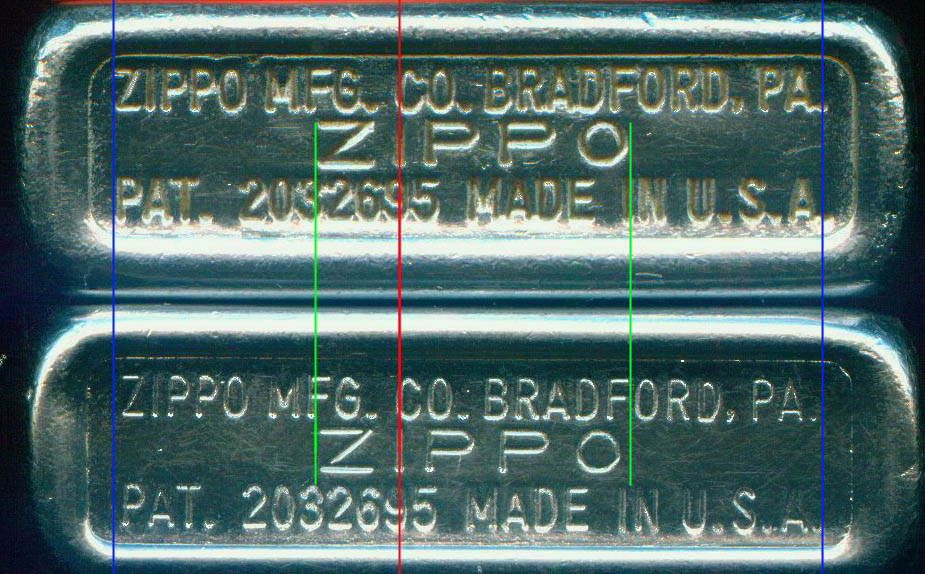 ZIPPO MFG. CO. BRADFORD, PA.
ZIPPO
PAT. 2032695 MADE IN U.S.A.
ZIPPO MFG. CO. BRADFORD, PA.
ZIPPO
PAT. 2032695 MADE IN U.S.A.